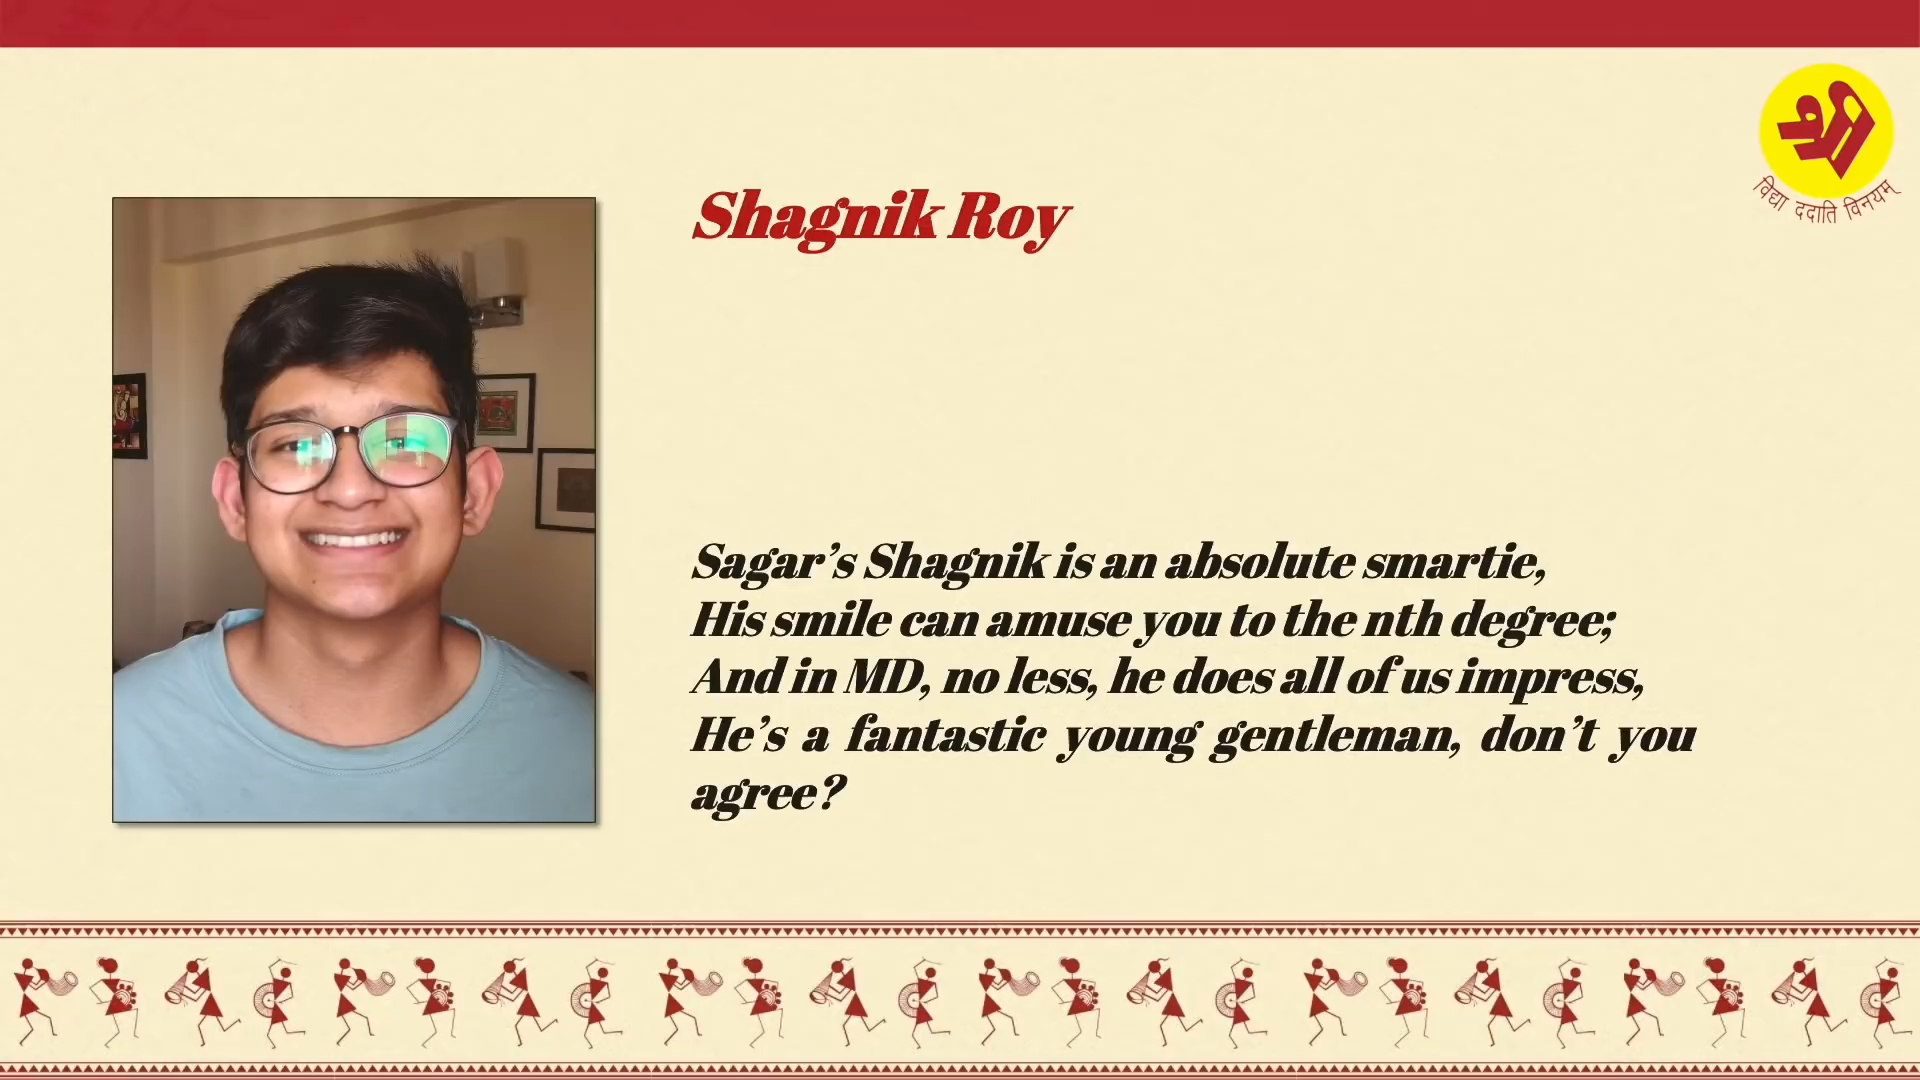 श्री
विद्या ददाति विनयम्
Shagnik Roy
Sagar’s Shagnik is an absolute smartie,
His smile can amuse you to the nth degree;
And in MD, no less, he does all of us impress,
He’s a fantastic young gentleman, don’t you
agree?